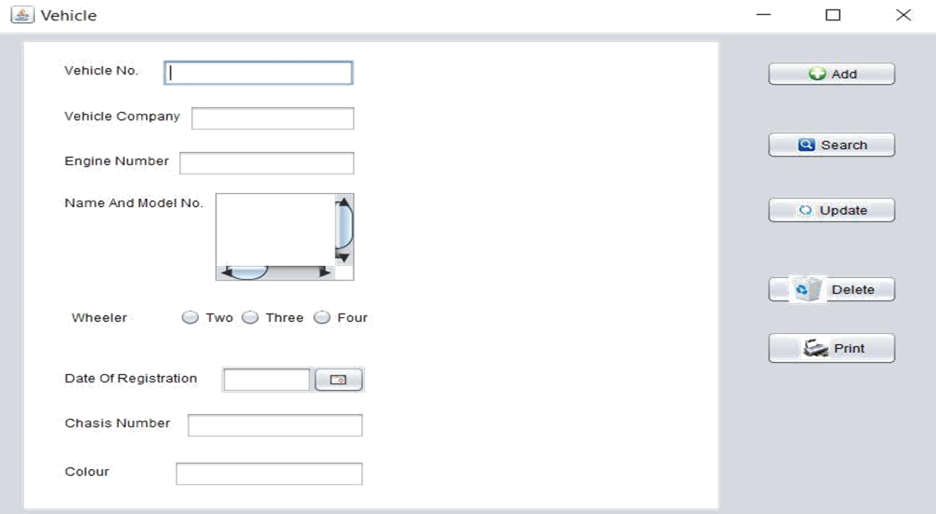 Vehicle
Vehicle No.
Add
Vehicle Company
Search
Engine Number
Name And Model No.
Update
Delete
Wheeler Two Three Four
Print
Date Of Registration
Chasis Number
Colour